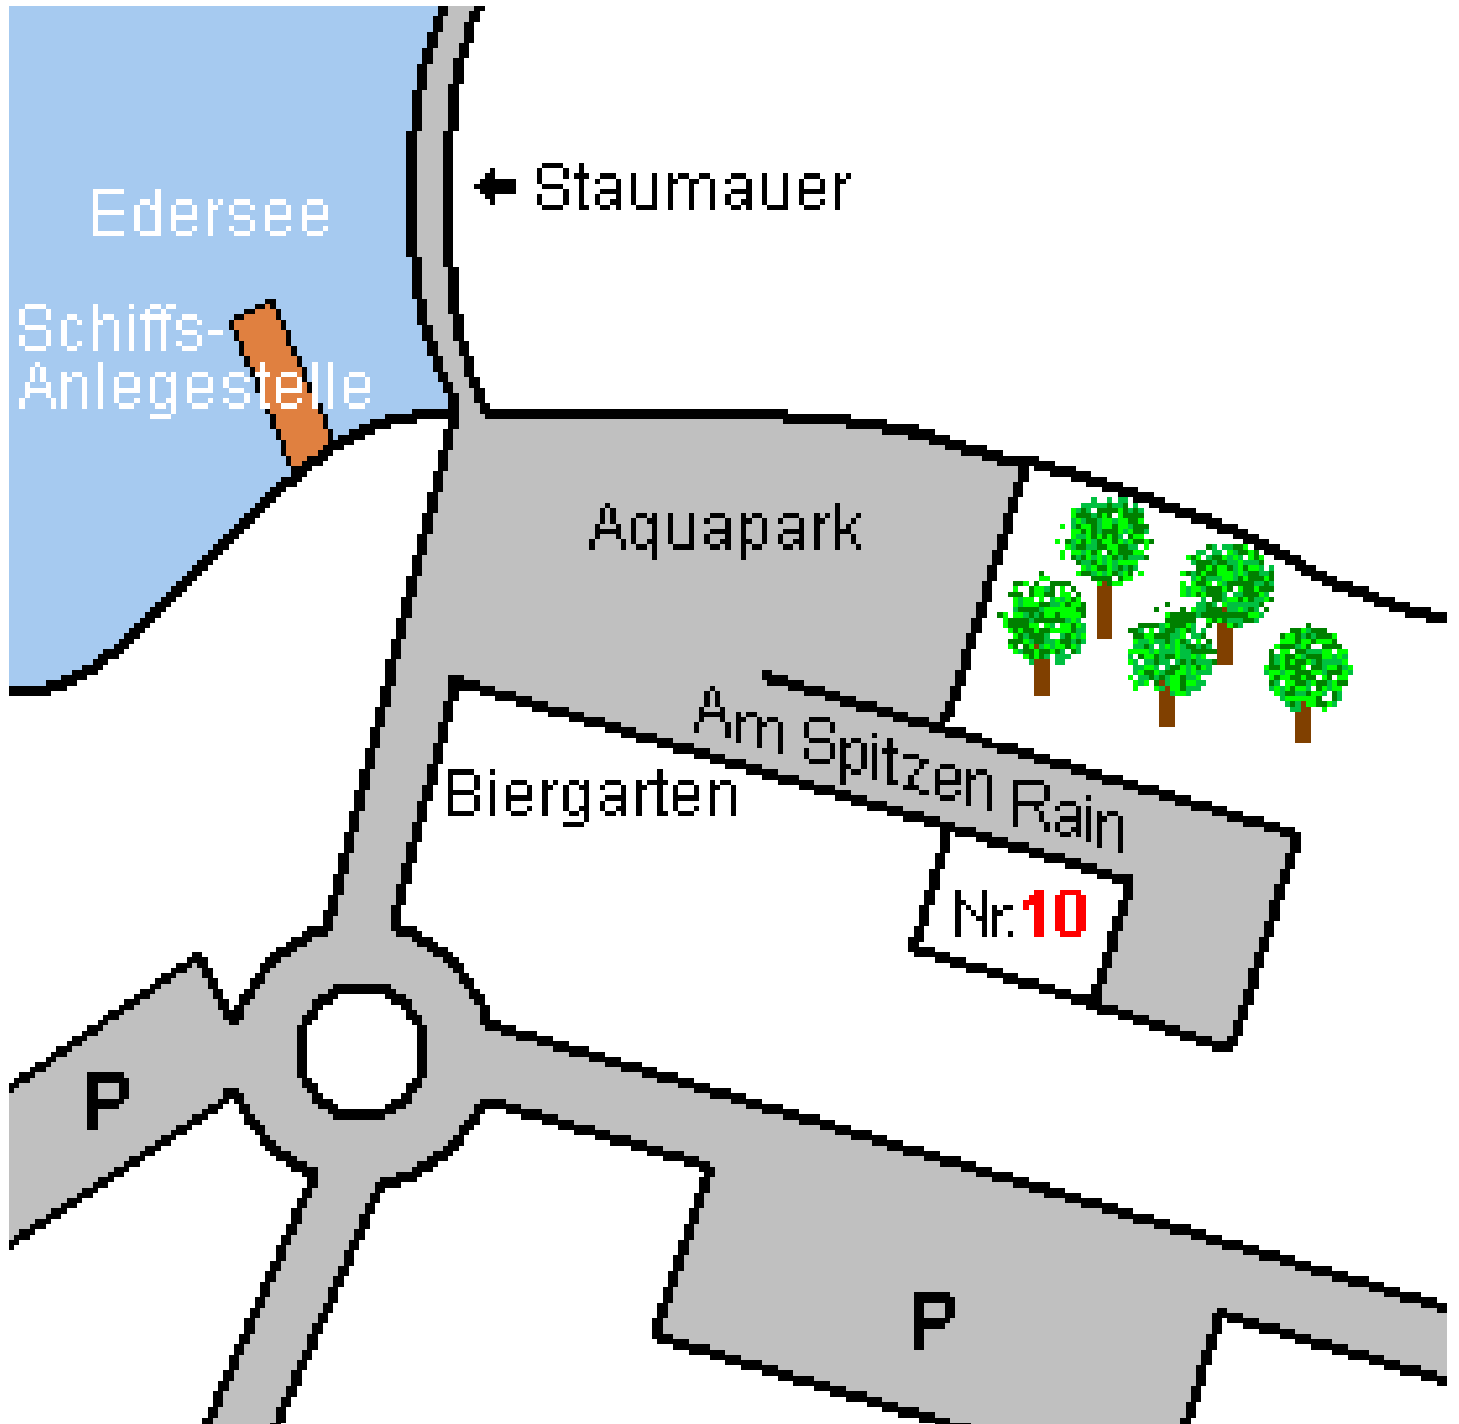 Staumauer
Edersee
Schiffs-
Anlegestelle
Aquapark
Am Spitzen Rain
Biergarten
Nr.10
P
P